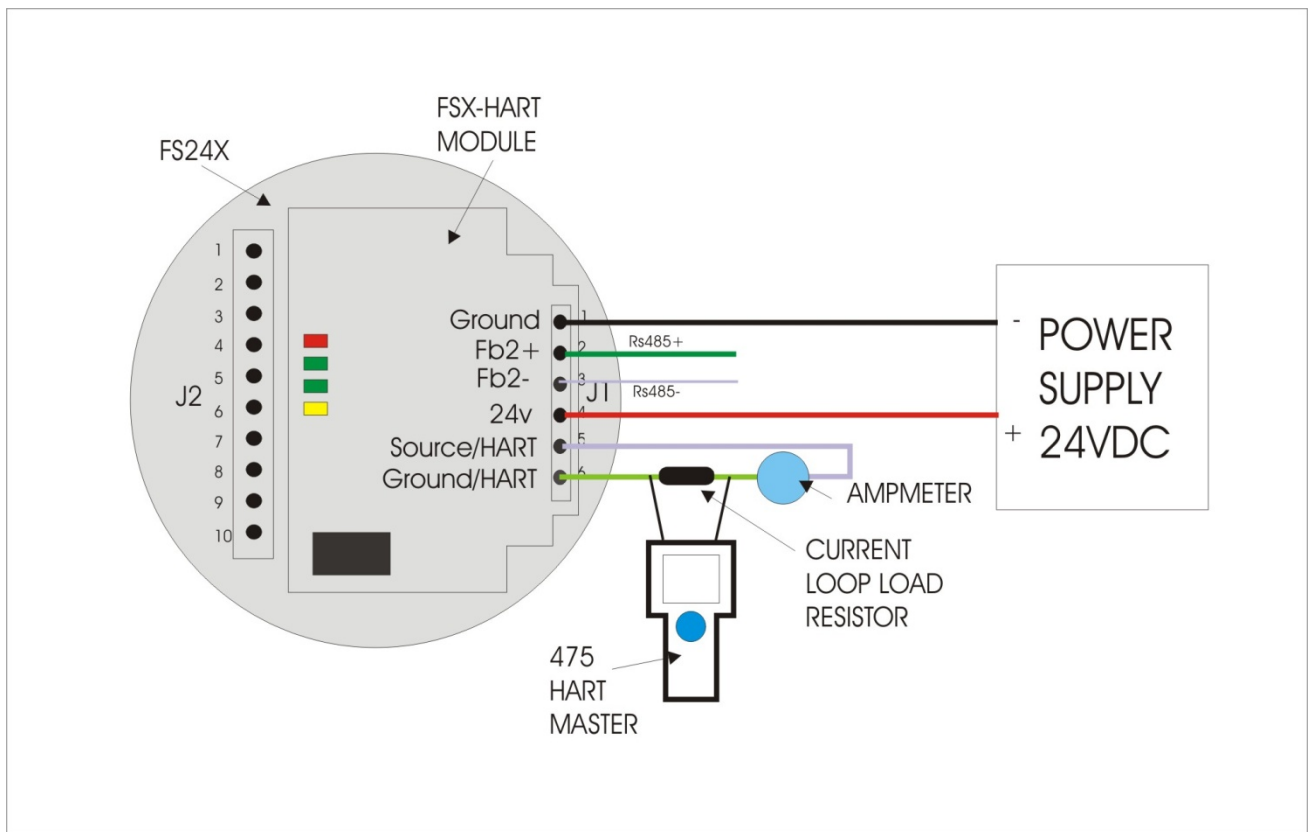 FSX-HART
MODULE
FS24X
1
2
3
4
5
6
7
8
9
10
J2
Ground
Fb2+
Fb2-
24v
Source/HART
Ground/HART
1
2
3
4
5
6
J1
Rs485+
Rs485-
-
+
POWER
SUPPLY
24VDC
AMPMETER
CURRENT
LOOP LOAD
RESISTOR
475
HART
MASTER